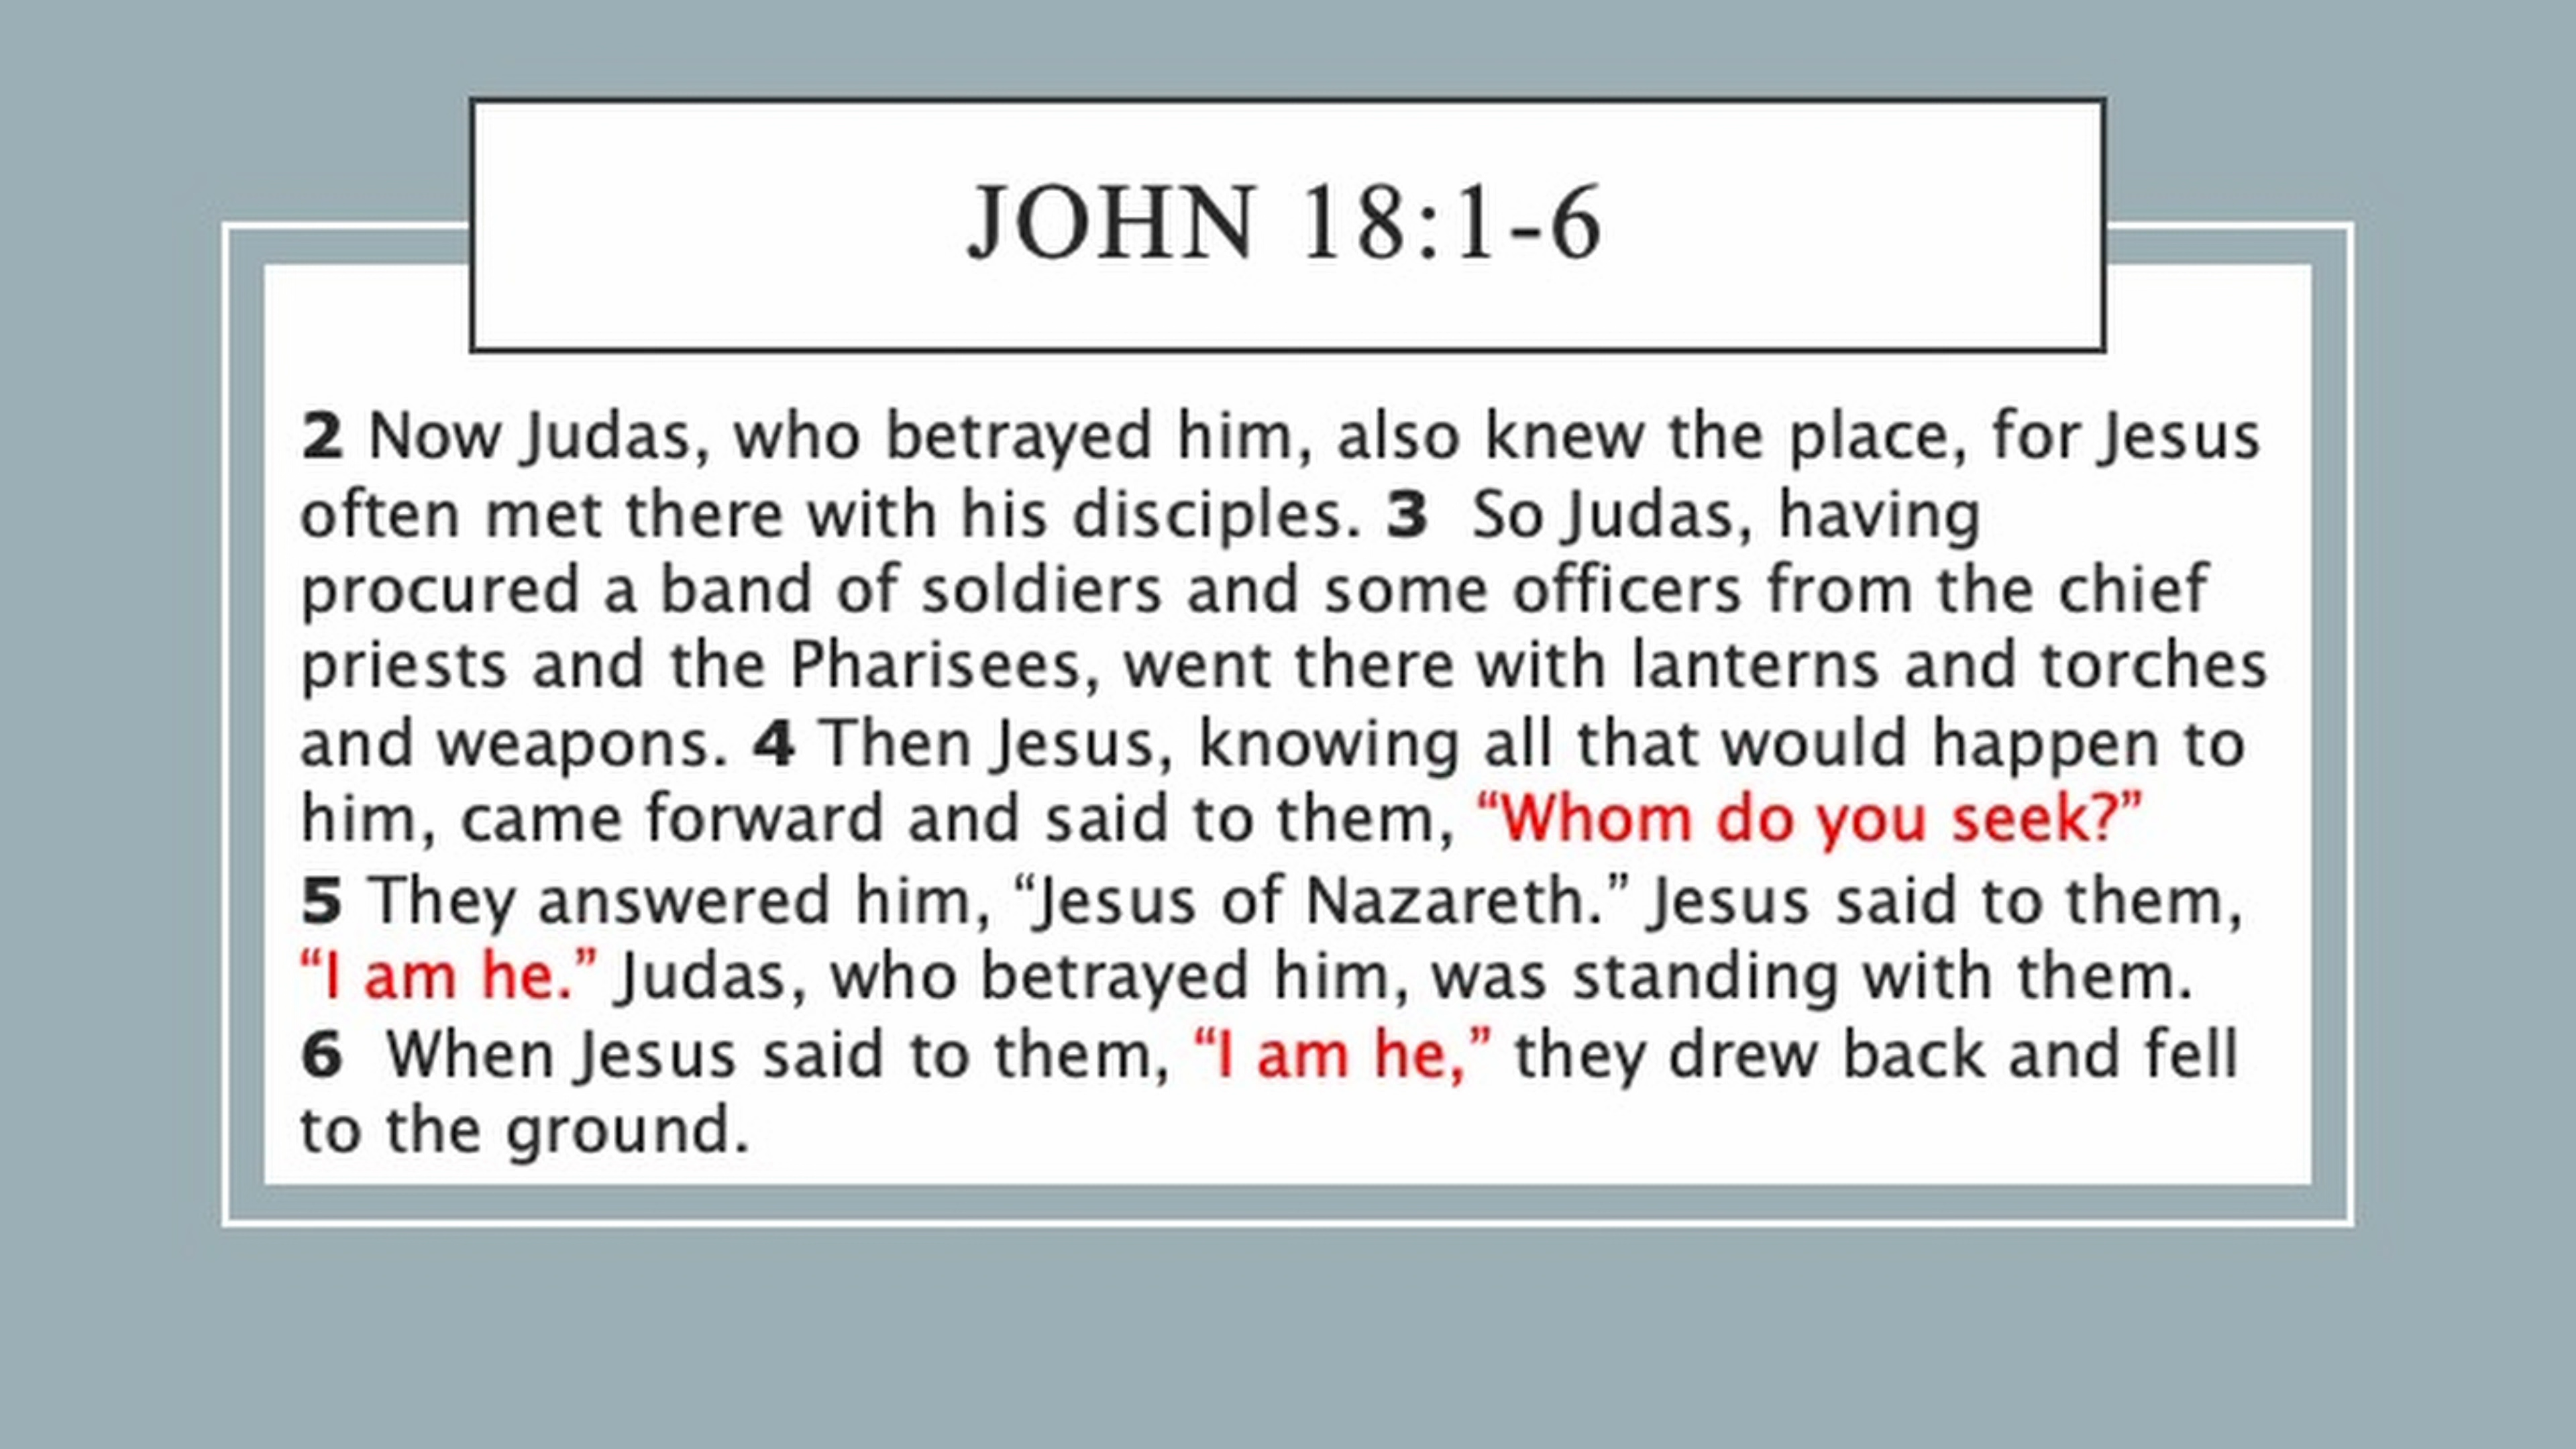 JOHN 18:1-6
2 Now Judas, who betrayed him, also knew the place, for Jesus
often met there with his disciples. 3 So Judas, having
procured a band of soldiers and some officers from the chief
priests and the Pharisees, went there with lanterns and torches
and weapons. 4 Then Jesus, knowing all that would happen to
him, came forward and said to them, “Whom do you seek?”
5 They answered him, “Jesus of Nazareth.” Jesus said to them,
“I am he.” Judas, who betrayed him, was standing with them.
6 When Jesus said to them, “I am he,” they drew back and fell
to the ground.